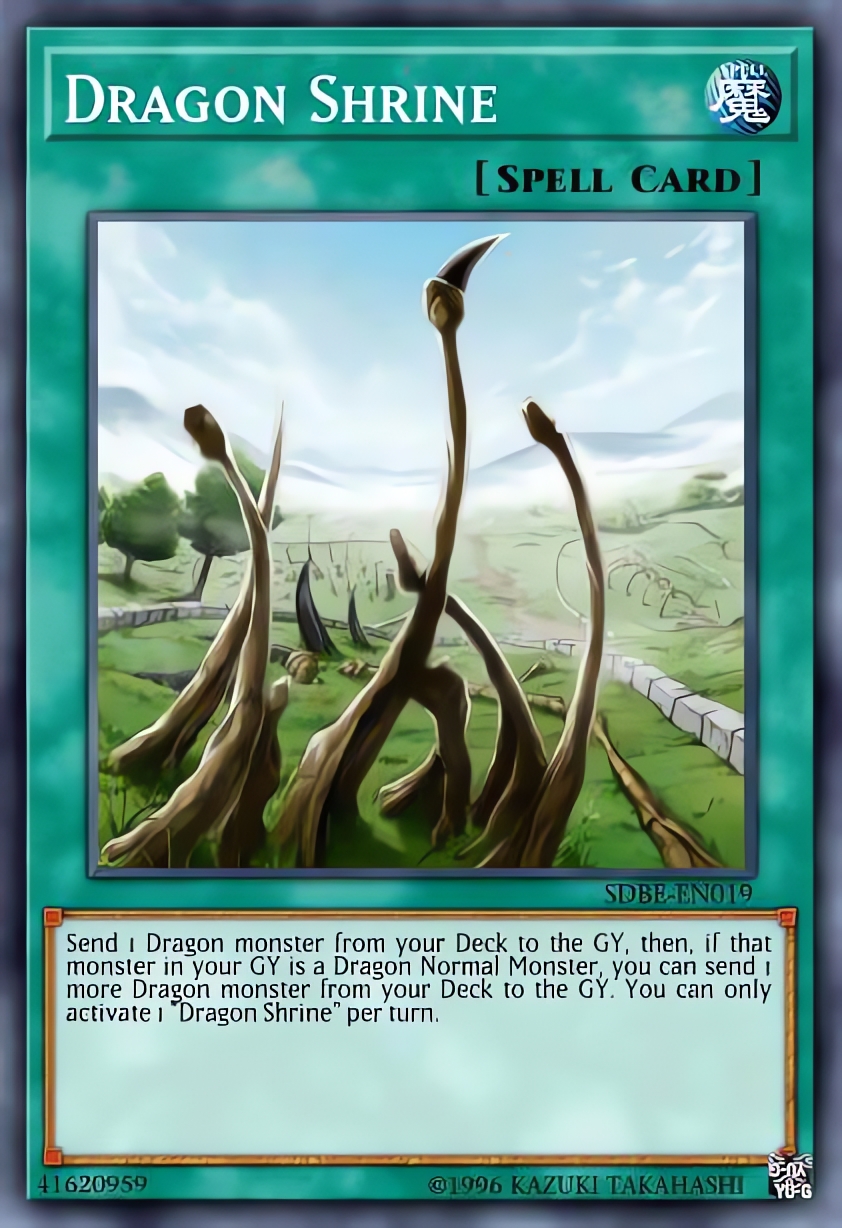 DRAGON SHRINE
魔
[SPELL CARD]
SDBE-EN019
Send 1 Dragon monster from your Deck to the GY, then, if that
monster in your GY is a Dragon Normal Monster, you can send 1
more Dragon monster from your Deck to the GY. You can only
activate 1 "Dragon Shrine" per turn.
41620959
©1996 KAZUKI TAKAHASHI